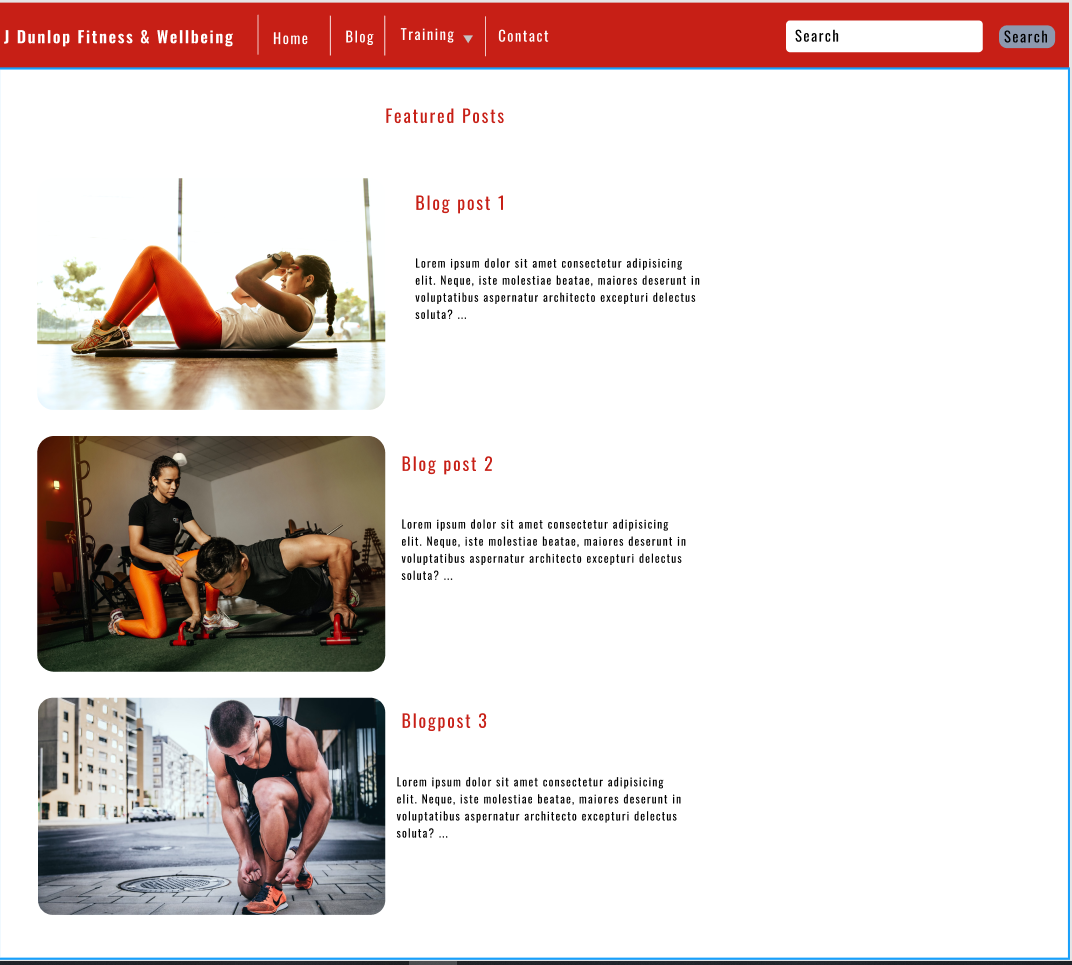 J Dunlop Fitness & Wellbeing
Home
Blog
Training
Contact
Search
Search
Featured Posts
Blog post 1
Lorem ipsum dolor sit amet consectetur adipisicing
elit. Neque, iste molestiae beatae, maiores deserunt in
voluptatibus aspernatur architecto excepturi delectus
soluta? ...
Blog post 2
Lorem ipsum dolor sit amet consectetur adipisicing
elit. Neque, iste molestiae beatae, maiores deserunt in
voluptatibus aspernatur architecto excepturi delectus
soluta? ...
Blogpost 3
Lorem ipsum dolor sit amet consectetur adipisicing
elit. Neque, iste molestiae beatae, maiores deserunt in
voluptatibus aspernatur architecto excepturi delectus
soluta? ...